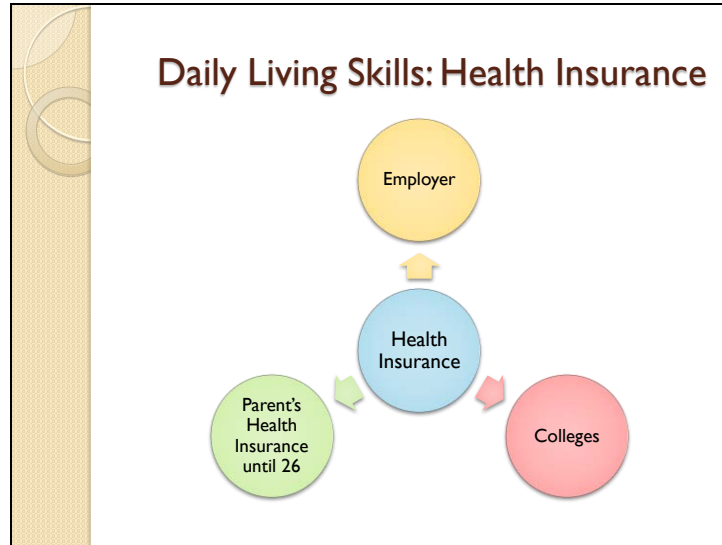 Daily Living Skills: Health Insurance
Employer
Health
Insurance
Parent's
Health
Insurance
until 26
Colleges